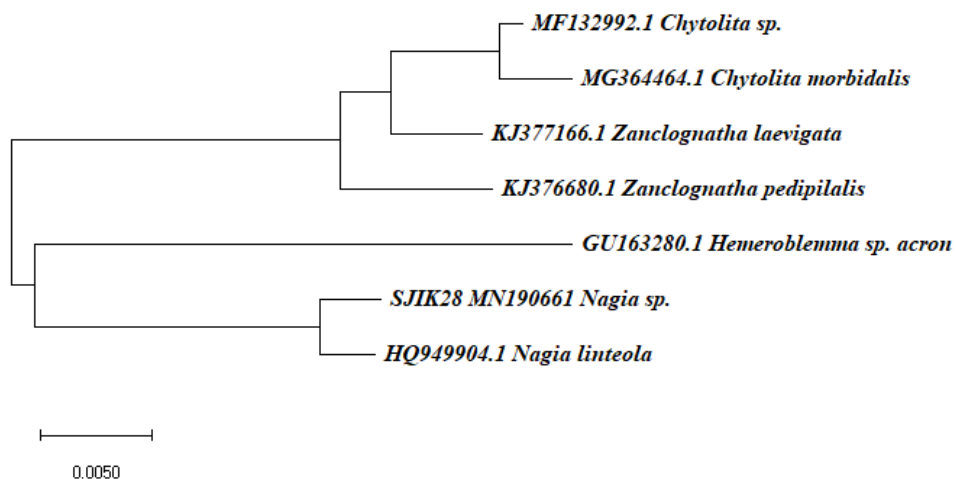 MF132992.1 Chytolita sp.
MG364464.1 Chytolita morbidalis
KJ377166.1 Zanclognatha laevigata
KJ376680.1 Zanclognatha pedipilalis
GU163280.1 Hemeroblemma sp. acron
SJIK28 MN190661 Nagia sp.
HQ949904.1 Nagia linteola
0.0050